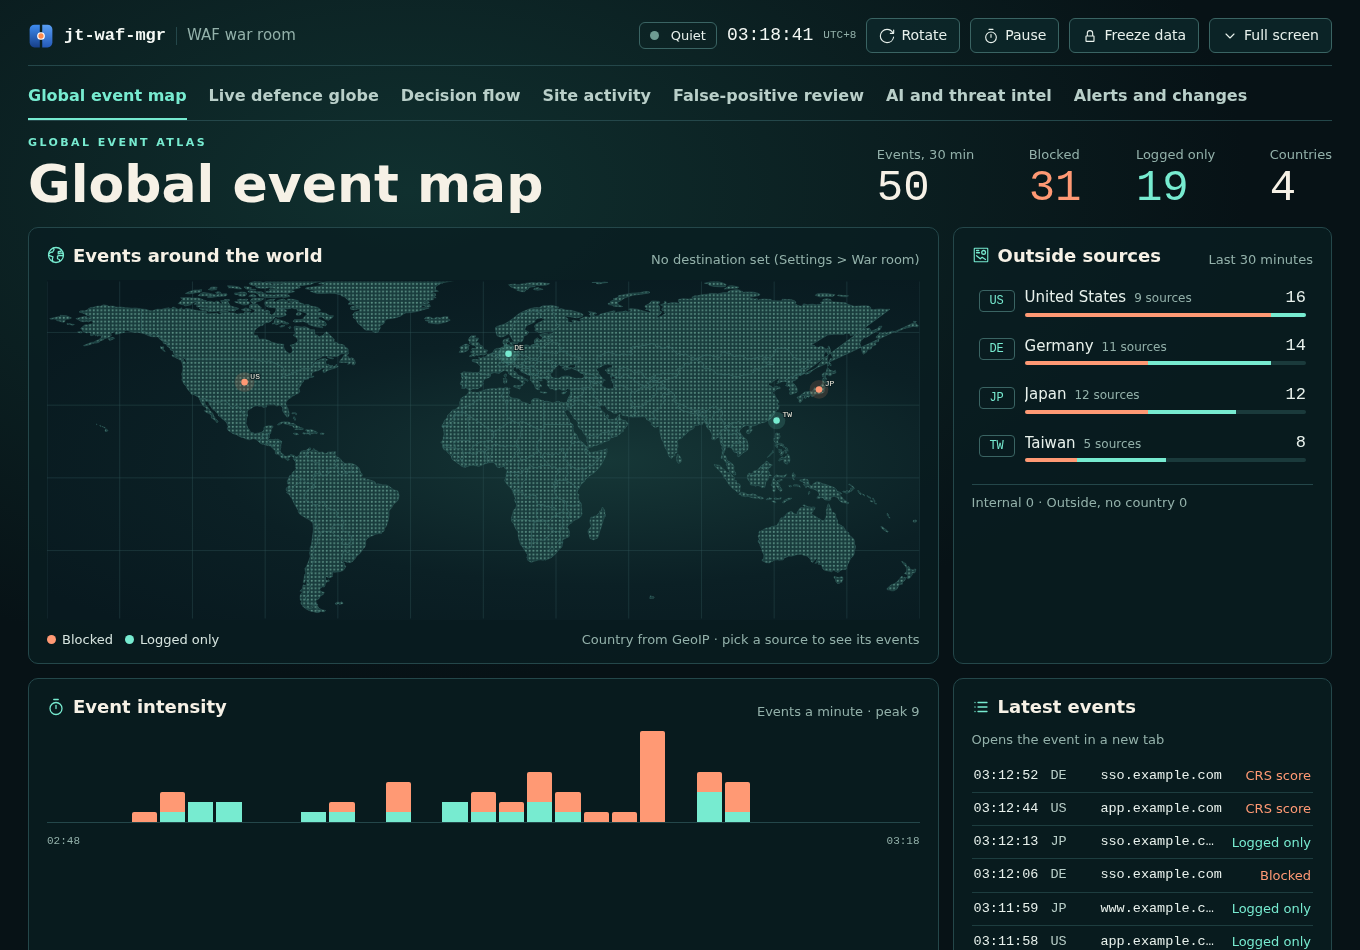 jt-waf-mgr WAF war room Quiet 03:18:41 UTC+8 Rotate Pause Freeze data Full screen
Global event map Live defence globe Decision flow Site activity False-positive review AI and threat intel Alerts and changes
GLOBAL EVENT ATLAS
Global event map
Events, 30 min Blocked Logged only Countries
50 31 19 4
Events around the world
No destination set (Settings > War room)
US
DE
JP
TW
Blocked Logged only
Country from GeoIP · pick a source to see its events
Outside sources Last 30 minutes
US United States 9 sources 16
DE Germany 11 sources 14
JP Japan 12 sources 12
TW Taiwan 5 sources 8
Internal 0 · Outside, no country 0
Event intensity
Events a minute · peak 9
02:48 03:18
Latest events
Opens the event in a new tab
03:12:52 DE sso.example.com CRS score
03:12:44 US app.example.com CRS score
03:12:13 JP sso.example.c… Logged only
03:12:06 DE sso.example.com Blocked
03:11:59 JP www.example.c… Logged only
03:11:58 US app.example.c… Logged only